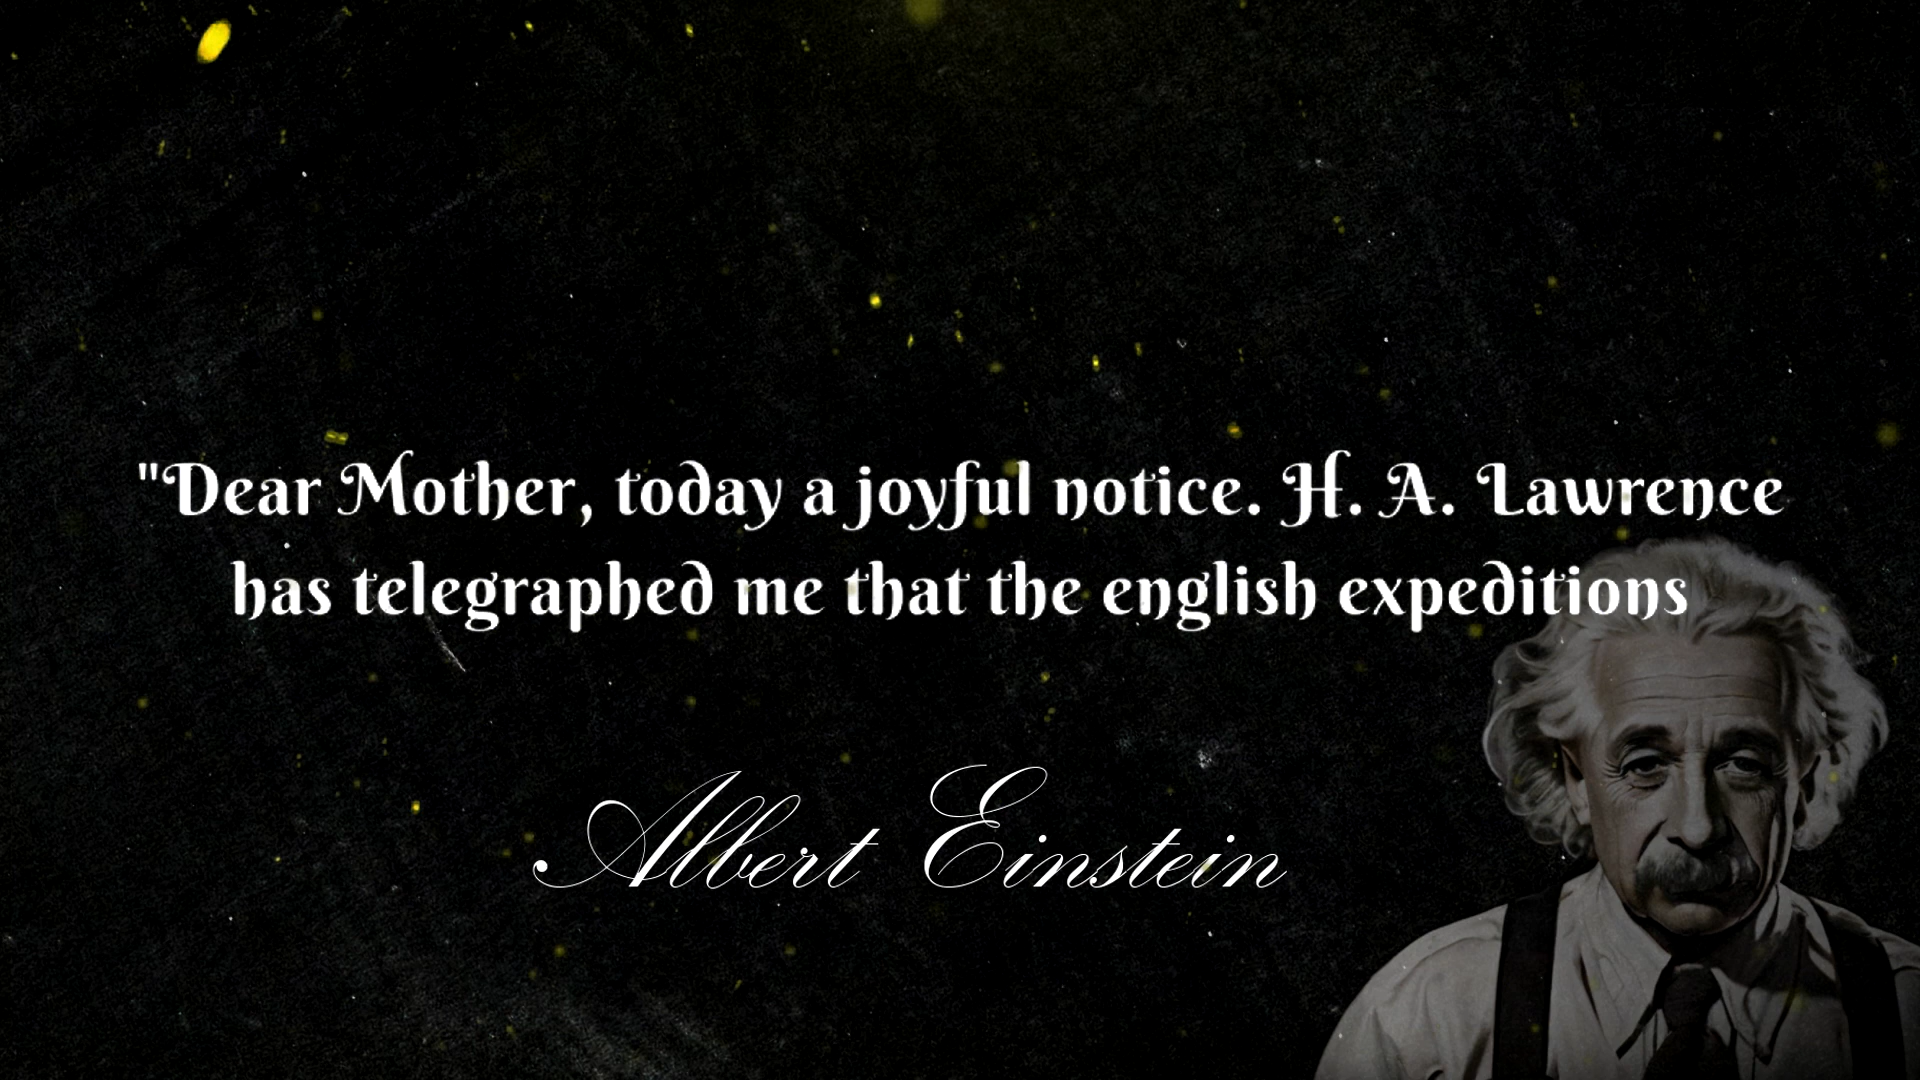 "Dear Mother, today a joyful notice. H. A. Lawrence
has telegraphed me that the english expeditions
Albert Einstein